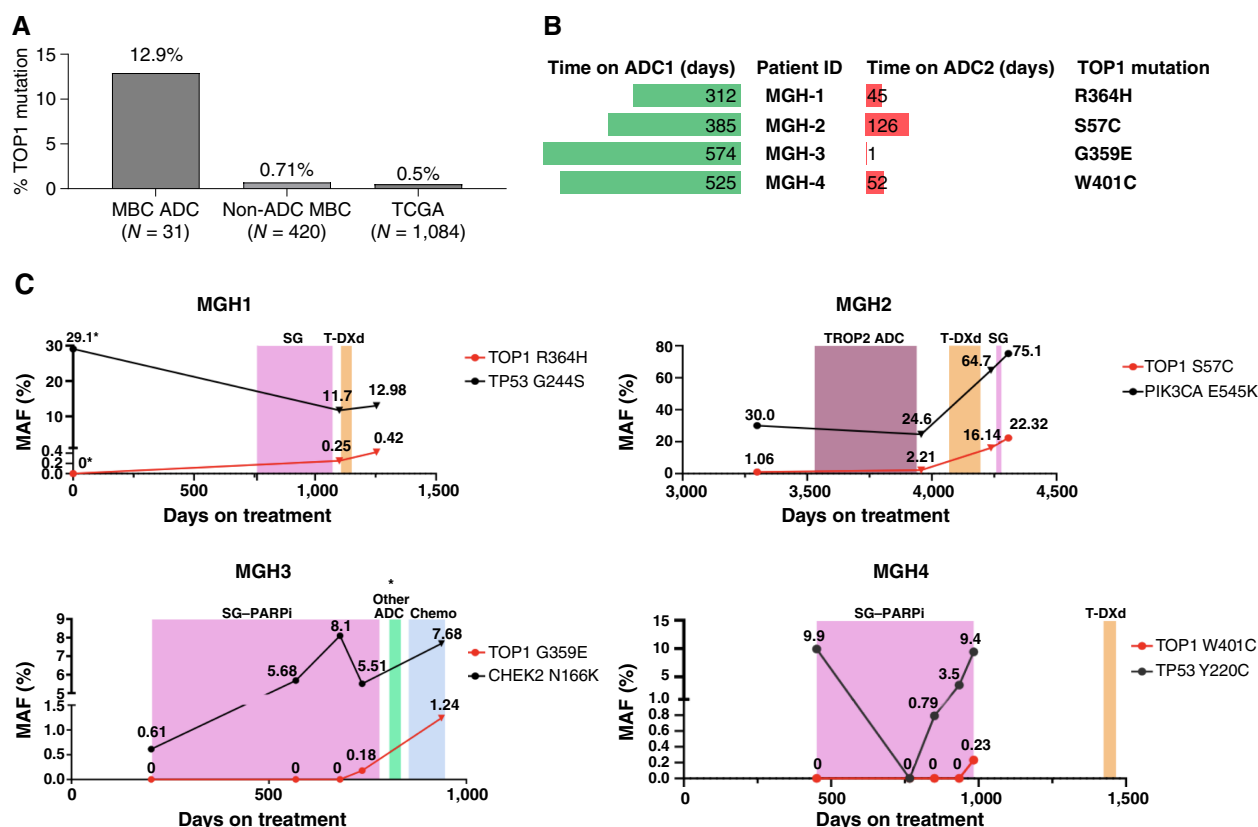 A
% TOP1 mutation
15
10
5
0
12.9%
0.71%
0.5%
MBC ADC
(N = 31)
Non-ADC MBC
(N = 420)
TCGA
(N = 1,084)
B
Time on ADC1 (days) Patient ID Time on ADC2 (days) TOP1 mutation
312 MGH-1 45 R364H
385 MGH-2 126 S57C
574 MGH-3 1 G359E
525 MGH-4 52 W401C
C
MGH1
SG T-DXd
MAF (%)
30
20
10
0.4
0.2
0.0
29.1*
11.7
12.98
0*
0.25
0.42
0 500 1,000 1,500
Days on treatment
TOP1 R364H
TP53 G244S
MGH2
TROP2 ADC T-DXd SG
MAF (%)
80
60
40
20
0
30.0
24.6
64.7
75.1
1.06
2.21
16.14
22.32
3,000 3,500 4,000 4,500
Days on treatment
TOP1 S57C
PIK3CA E545K
MGH3
*
SG–PARPi
Other
ADC
Chemo
MAF (%)
9
8
7
6
5
1.5
1.0
0.5
0.0
0.61
5.68
8.1
5.51
7.68
0
0
0
0.18
1.24
0 500 1,000
Days on treatment
TOP1 G359E
CHEK2 N166K
MGH4
SG–PARPi T-DXd
MAF (%)
15
10
5
1.0
0.8
0.6
0.4
0.2
0.0
9.9
0.79
3.5
9.4
0
0
0
0
0.23
0 500 1,000 1,500
Days on treatment
TOP1 W401C
TP53 Y220C